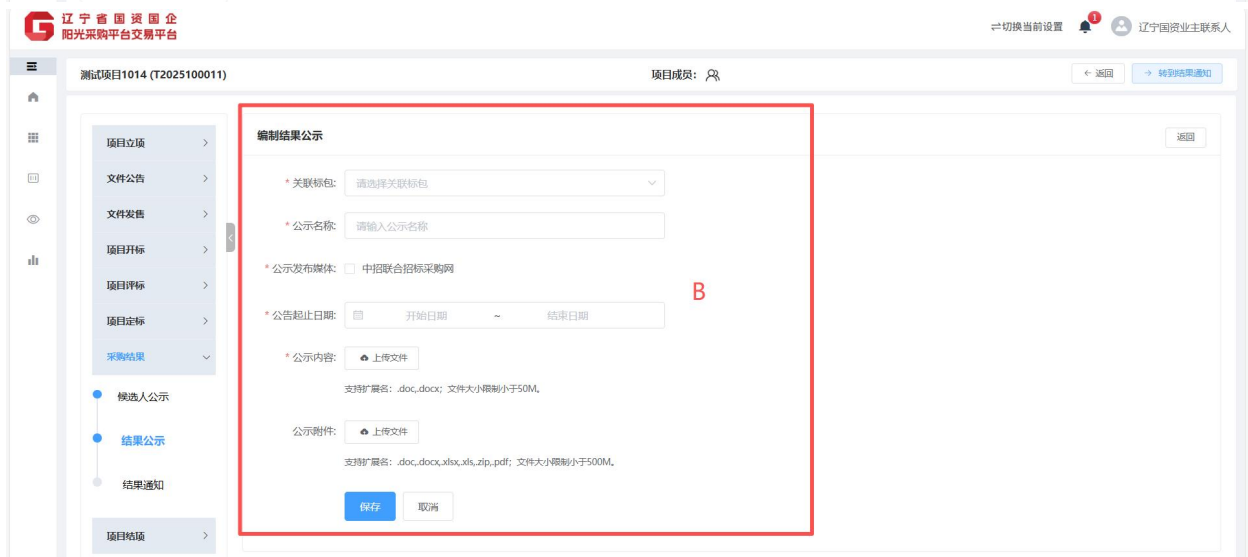 辽宁省国资国企
阳光采购平台交易平台
切换当前设置
1
辽宁国资业主联系人
测试项目1014 (T2025100011)
项目成员:
← 返回
→ 转到结果通知
项目立项
文件公告
文件发售
项目开标
项目评标
项目定标
采购结果
候选人公示
结果公示
结果通知
项目结项
编制结果公示
返回
* 关联标包: 请选择关联标包
* 公示名称: 请输入公示名称
* 公示发布媒体: 中招联合招标采购网
B
* 公告起止日期: 开始日期 ~ 结束日期
* 公示内容: 上传文件
支持扩展名: .doc,.docx; 文件大小限制小于50M。
公示附件: 上传文件
支持扩展名: .doc,.docx,.xlsx,.xls,.zip,.pdf; 文件大小限制小于500M。
保存 取消